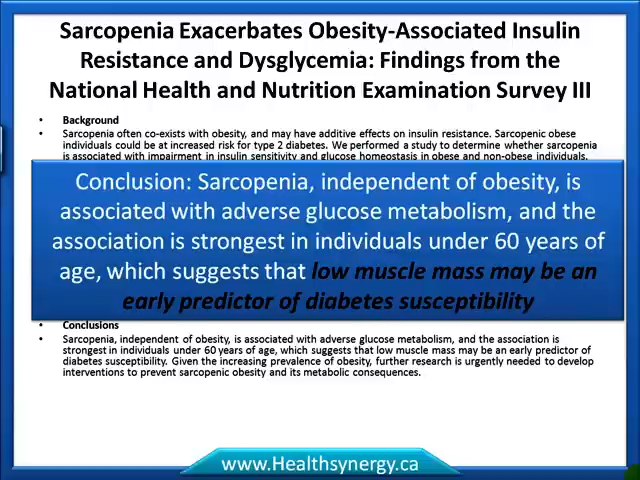 Sarcopenia Exacerbates Obesity-Associated Insulin
Resistance and Dysglycemia: Findings from the
National Health and Nutrition Examination Survey III
• Background
• Sarcopenia often co-exists with obesity, and may have additive effects on insulin resistance. Sarcopenic obese
individuals could be at increased risk for type 2 diabetes. We performed a study to determine whether sarcopenia
is associated with impairment in insulin sensitivity and glucose homeostasis in obese and non-obese individuals.
Conclusion: Sarcopenia, independent of obesity, is
associated with adverse glucose metabolism, and the
association is strongest in individuals under 60 years of
age, which suggests that low muscle mass may be an
early predictor of diabetes susceptibility
• Conclusions
• Sarcopenia, independent of obesity, is associated with adverse glucose metabolism, and the association is
strongest in individuals under 60 years of age, which suggests that low muscle mass may be an early predictor of
diabetes susceptibility. Given the increasing prevalence of obesity, further research is urgently needed to develop
interventions to prevent sarcopenic obesity and its metabolic consequences.
www.Healthsynergy.ca